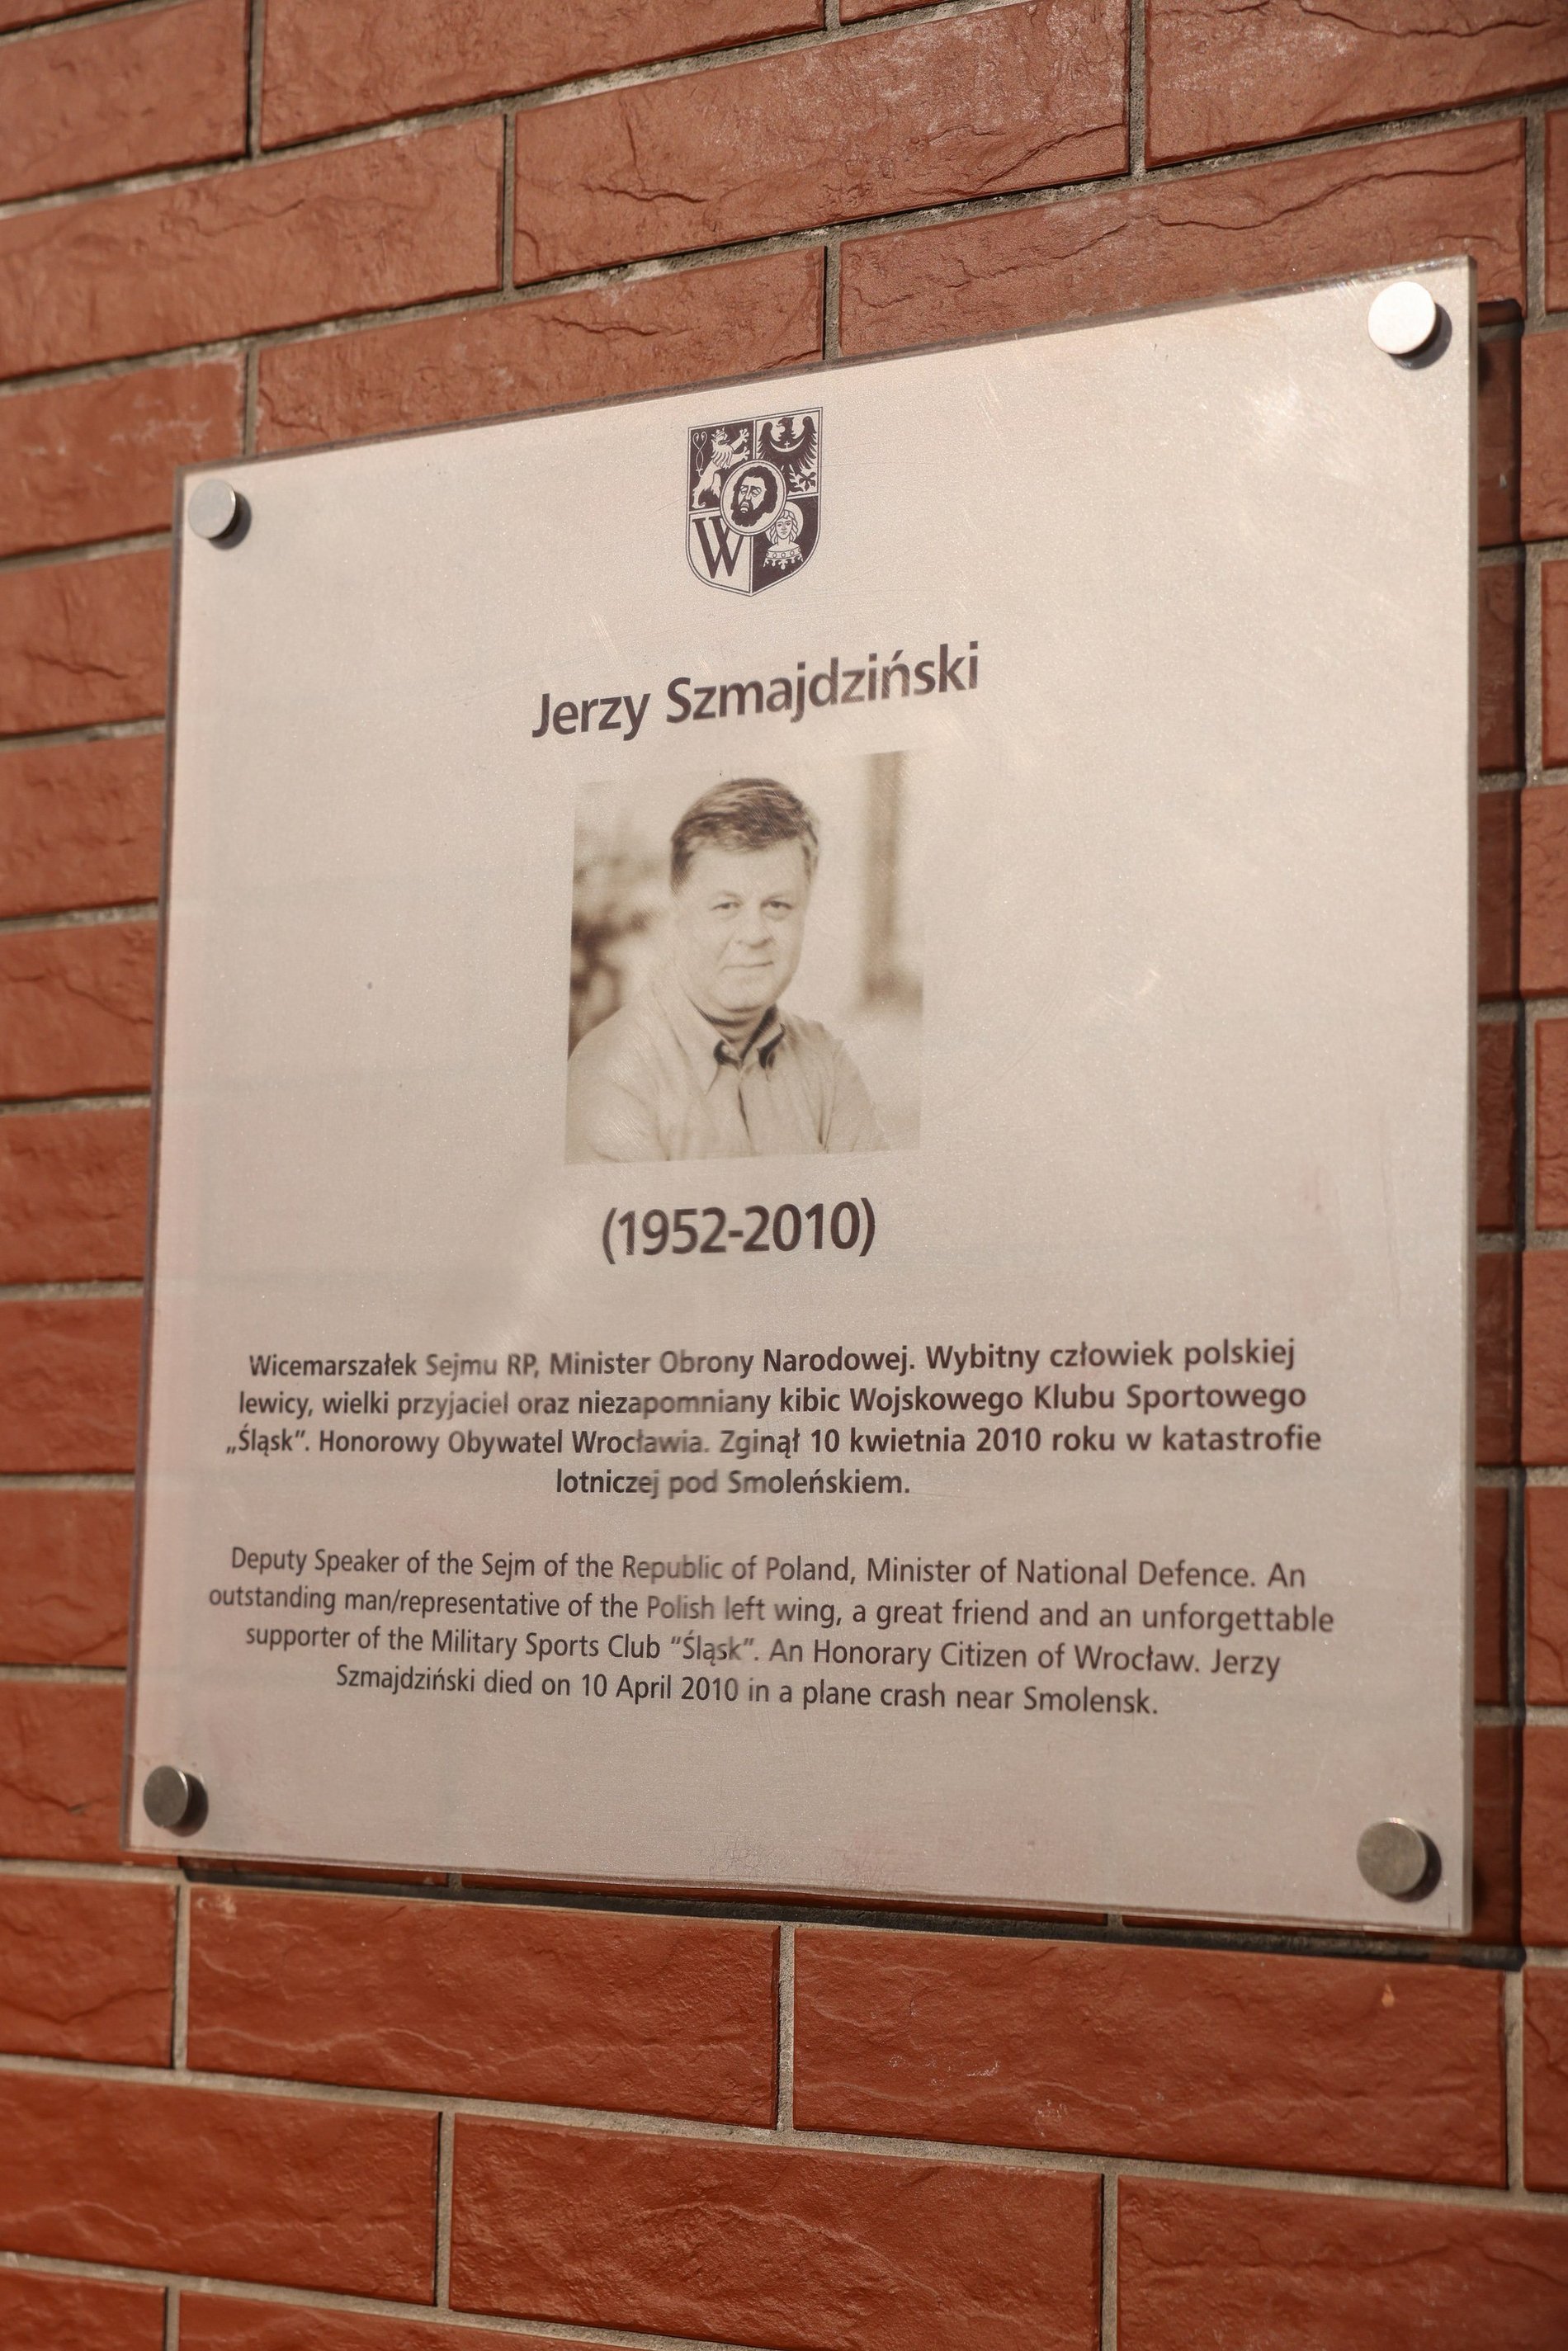 W
Jerzy Szmajdziński
(1952-2010)
Wicemarszałek Sejmu RP, Minister Obrony Narodowej. Wybitny człowiek polskiej
lewicy, wielki przyjaciel oraz niezapomniany kibic Wojskowego Klubu Sportowego
„Śląsk”. Honorowy Obywatel Wrocławia. Zginął 10 kwietnia 2010 roku w katastrofie
lotniczej pod Smoleńskiem.
Deputy Speaker of the Sejm of the Republic of Poland, Minister of National Defence. An
outstanding man/representative of the Polish left wing, a great friend and an unforgettable
supporter of the Military Sports Club “Śląsk”. An Honorary Citizen of Wrocław. Jerzy
Szmajdziński died on 10 April 2010 in a plane crash near Smolensk.